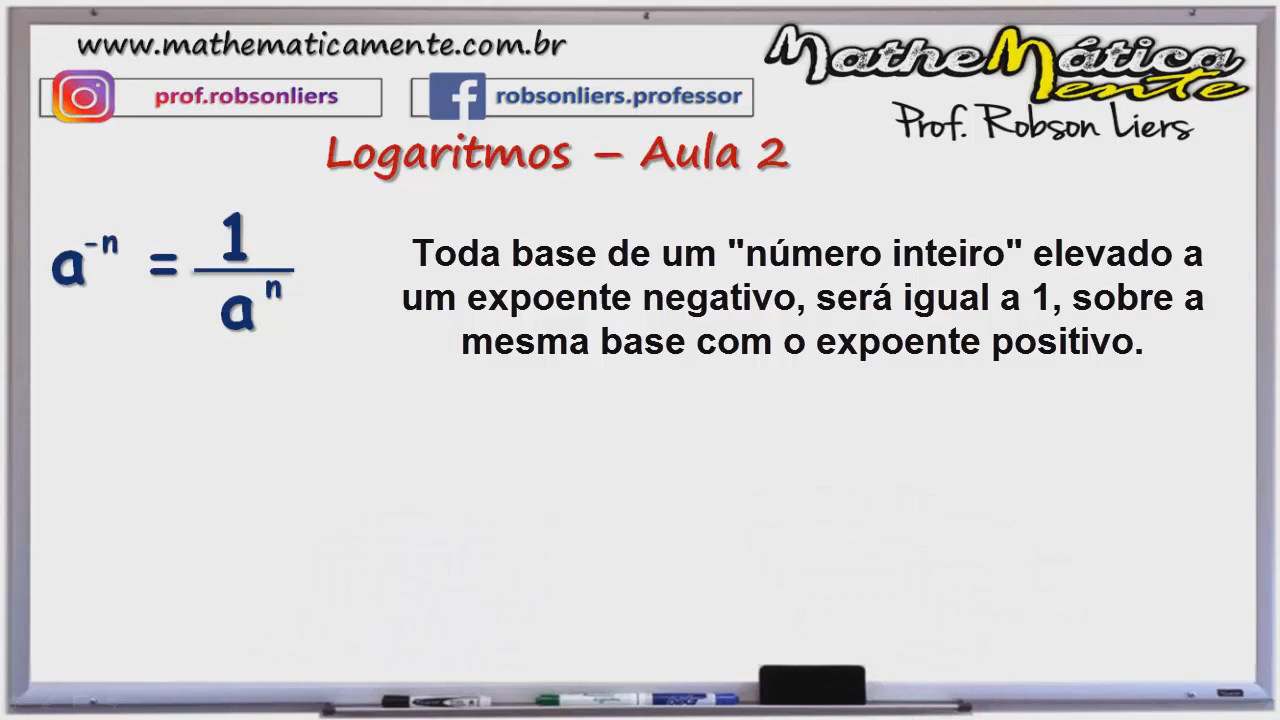 www.mathematicamente.com.br
MatheMática
mente
prof.robsonliers
robsonliers.professor
Prof. Robson Liers
Logaritmos – Aula 2
a⁻ⁿ = 1 / aⁿ
Toda base de um "número inteiro" elevado a
um expoente negativo, será igual a 1, sobre a
mesma base com o expoente positivo.